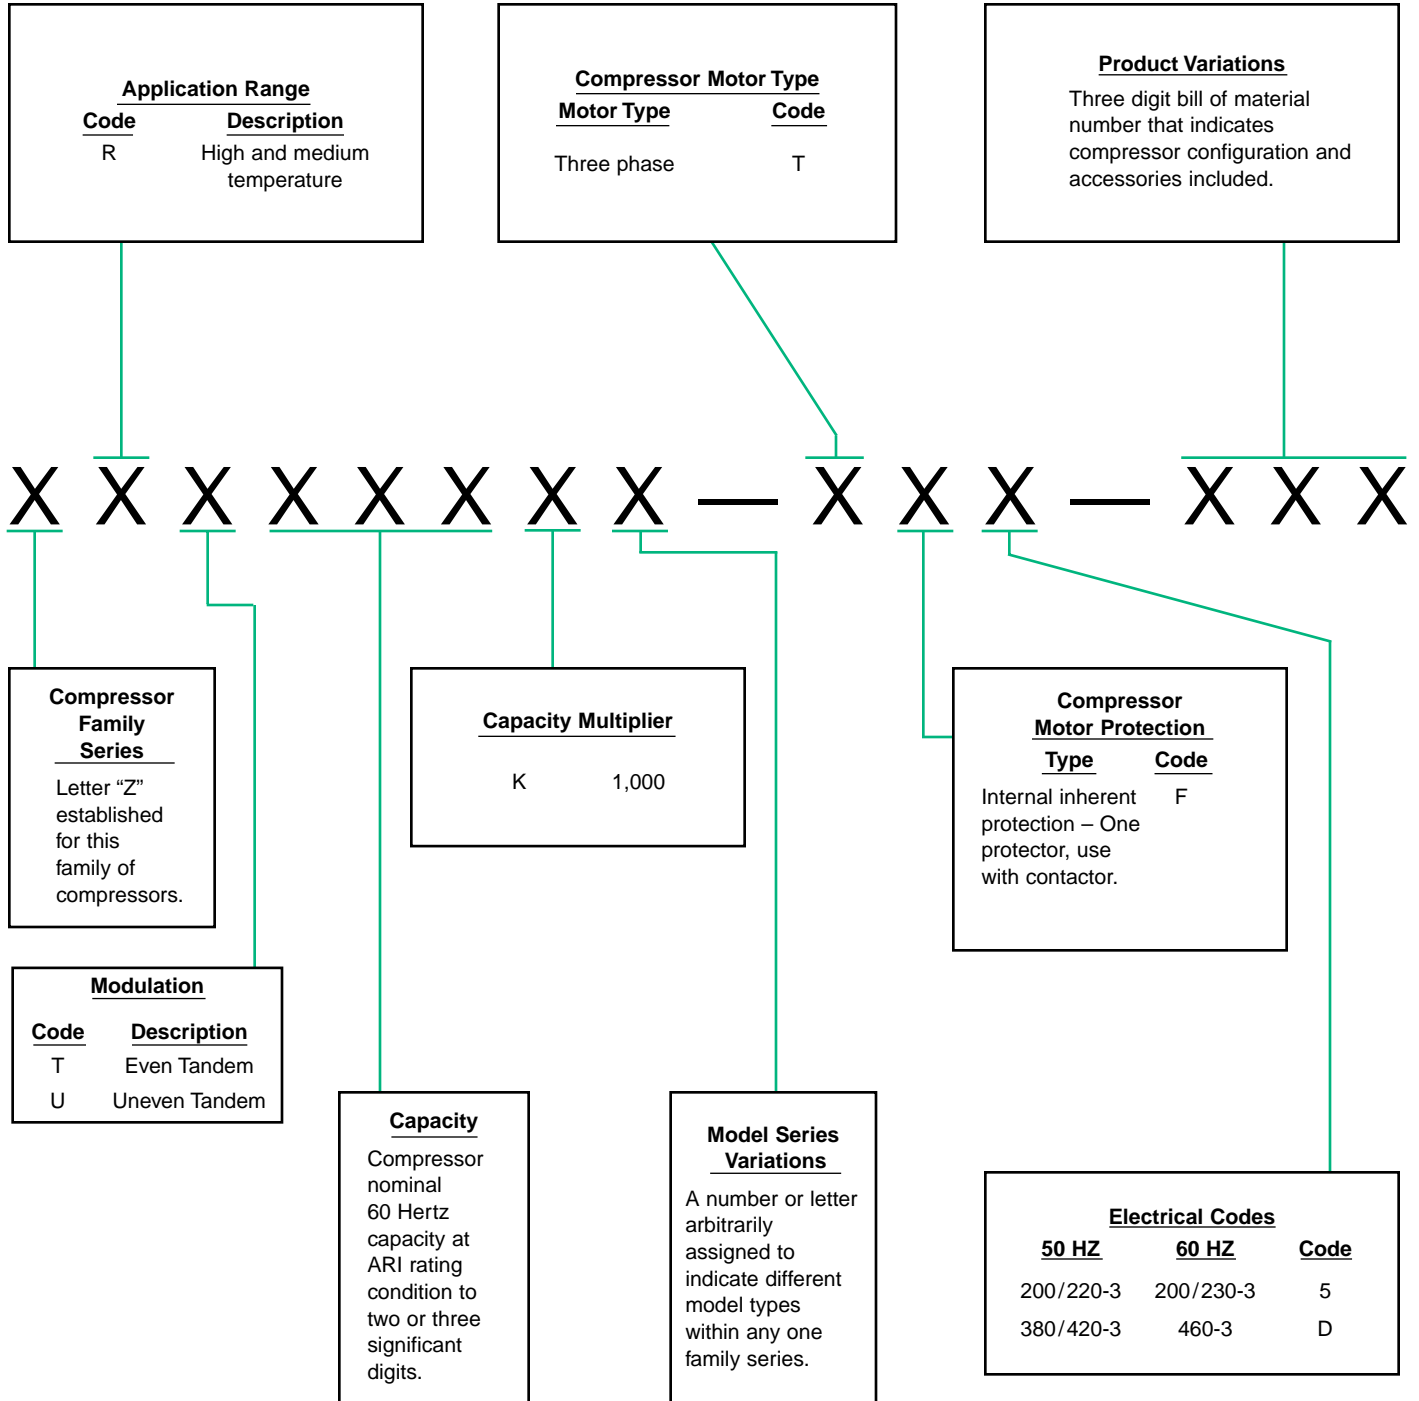 Application Range
Code Description
R High and medium
temperature
Compressor Motor Type
Motor Type Code
Three phase T
Product Variations
Three digit bill of material
number that indicates
compressor configuration and
accessories included.
X X X X X X X X — X X X — X X X
Compressor
Family
Series
Letter “Z”
established
for this
family of
compressors.
Capacity Multiplier
K 1,000
Compressor
Motor Protection
Type Code
Internal inherent F
protection – One
protector, use
with contactor.
Modulation
Code Description
T Even Tandem
U Uneven Tandem
Capacity
Compressor
nominal
60 Hertz
capacity at
ARI rating
condition to
two or three
significant
digits.
Model Series
Variations
A number or letter
arbitrarily
assigned to
indicate different
model types
within any one
family series.
Electrical Codes
50 HZ 60 HZ Code
200/220-3 200/230-3 5
380/420-3 460-3 D